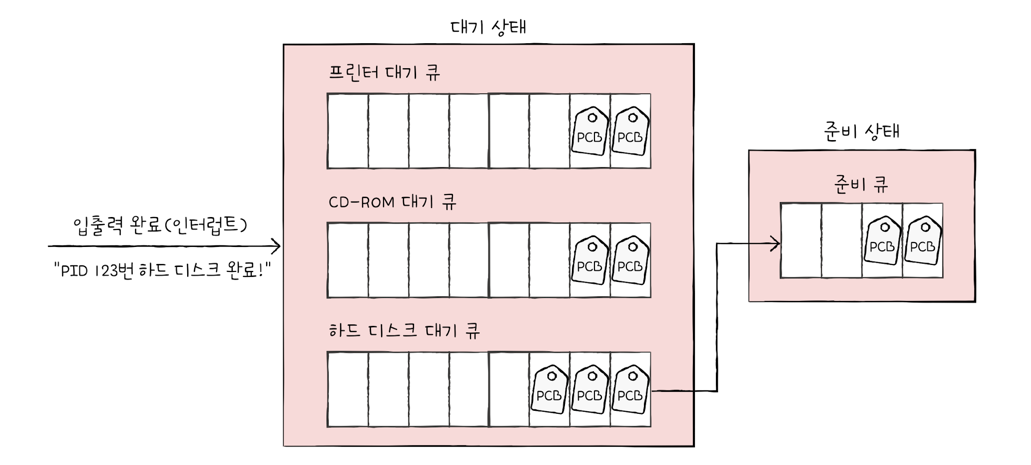 대기 상태
프린터 대기 큐
PCB PCB
CD-ROM 대기 큐
PCB PCB
하드 디스크 대기 큐
PCB PCB PCB
입출력 완료(인터럽트)
"PID 123번 하드 디스크 완료!"
준비 상태
준비 큐
PCB PCB